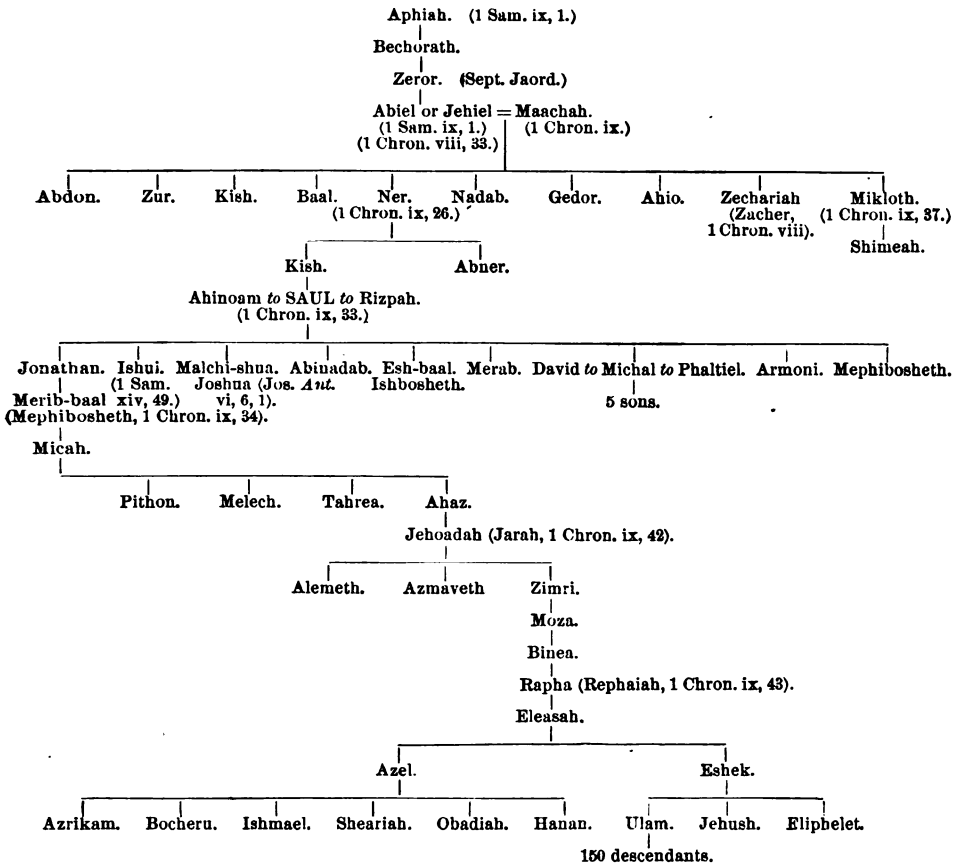 Aphiah. (1 Sam. ix, 1.)
Bechorath.
Zeror. (Sept. Jaord.)
Abiel or Jehiel = Maachah.
(1 Sam. ix, 1.) (1 Chron. ix.)
(1 Chron. viii, 33.)
Abdon. Zur. Kish. Baal. Ner. Nadab. Gedor. Ahio. Zechariah Mikloth.
(1 Chron. ix, 26.) (Zacher, (1 Chron. ix, 37.)
1 Chron. viii). Shimeah.
Kish. Abner.
Ahinoam to SAUL to Rizpah.
(1 Chron. ix, 33.)
Jonathan. Ishui. Malchi-shua. Abinadab. Esh-baal. Merab. David to Michal to Phaltiel. Armoni. Mephibosheth.
(1 Sam. Joshua (Jos. Ant. Ishbosheth.
Merib-baal xiv, 49.) vi, 6, 1). 5 sons.
(Mephibosheth, 1 Chron. ix, 34).
Micah.
Pithon. Melech. Tahrea. Ahaz.
Jehoadah (Jarah, 1 Chron. ix, 42).
Alemeth. Azmaveth Zimri.
Moza.
Binea.
Rapha (Rephaiah, 1 Chron. ix, 43).
Eleasah.
Azel. Eshek.
Azrikam. Bocheru. Ishmael. Sheariah. Obadiah. Hanan. Ulam. Jehush. Eliphelet.
150 descendants.